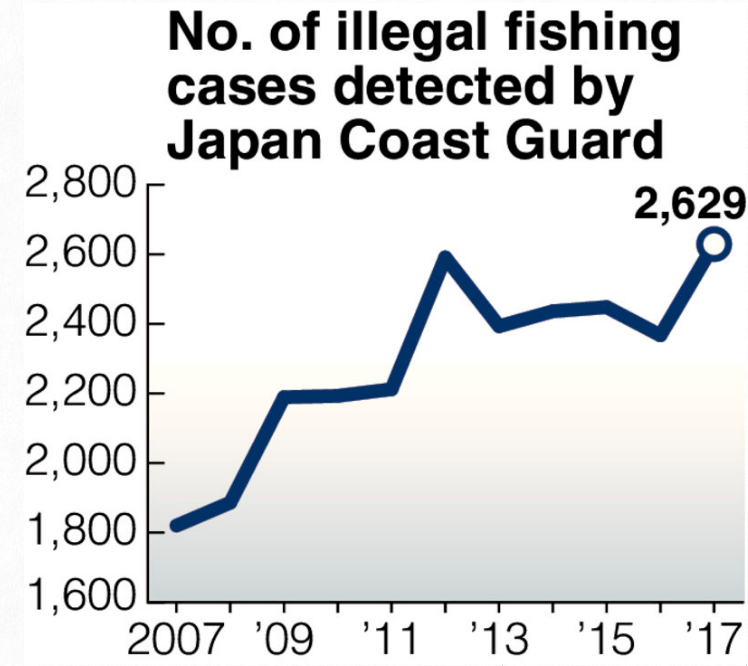 No. of illegal fishing
cases detected by
Japan Coast Guard
2,800
2,629
2,600
2,400
2,200
2,000
1,800
1,600
2007 ’09 ’11 ’13 ’15 ’17